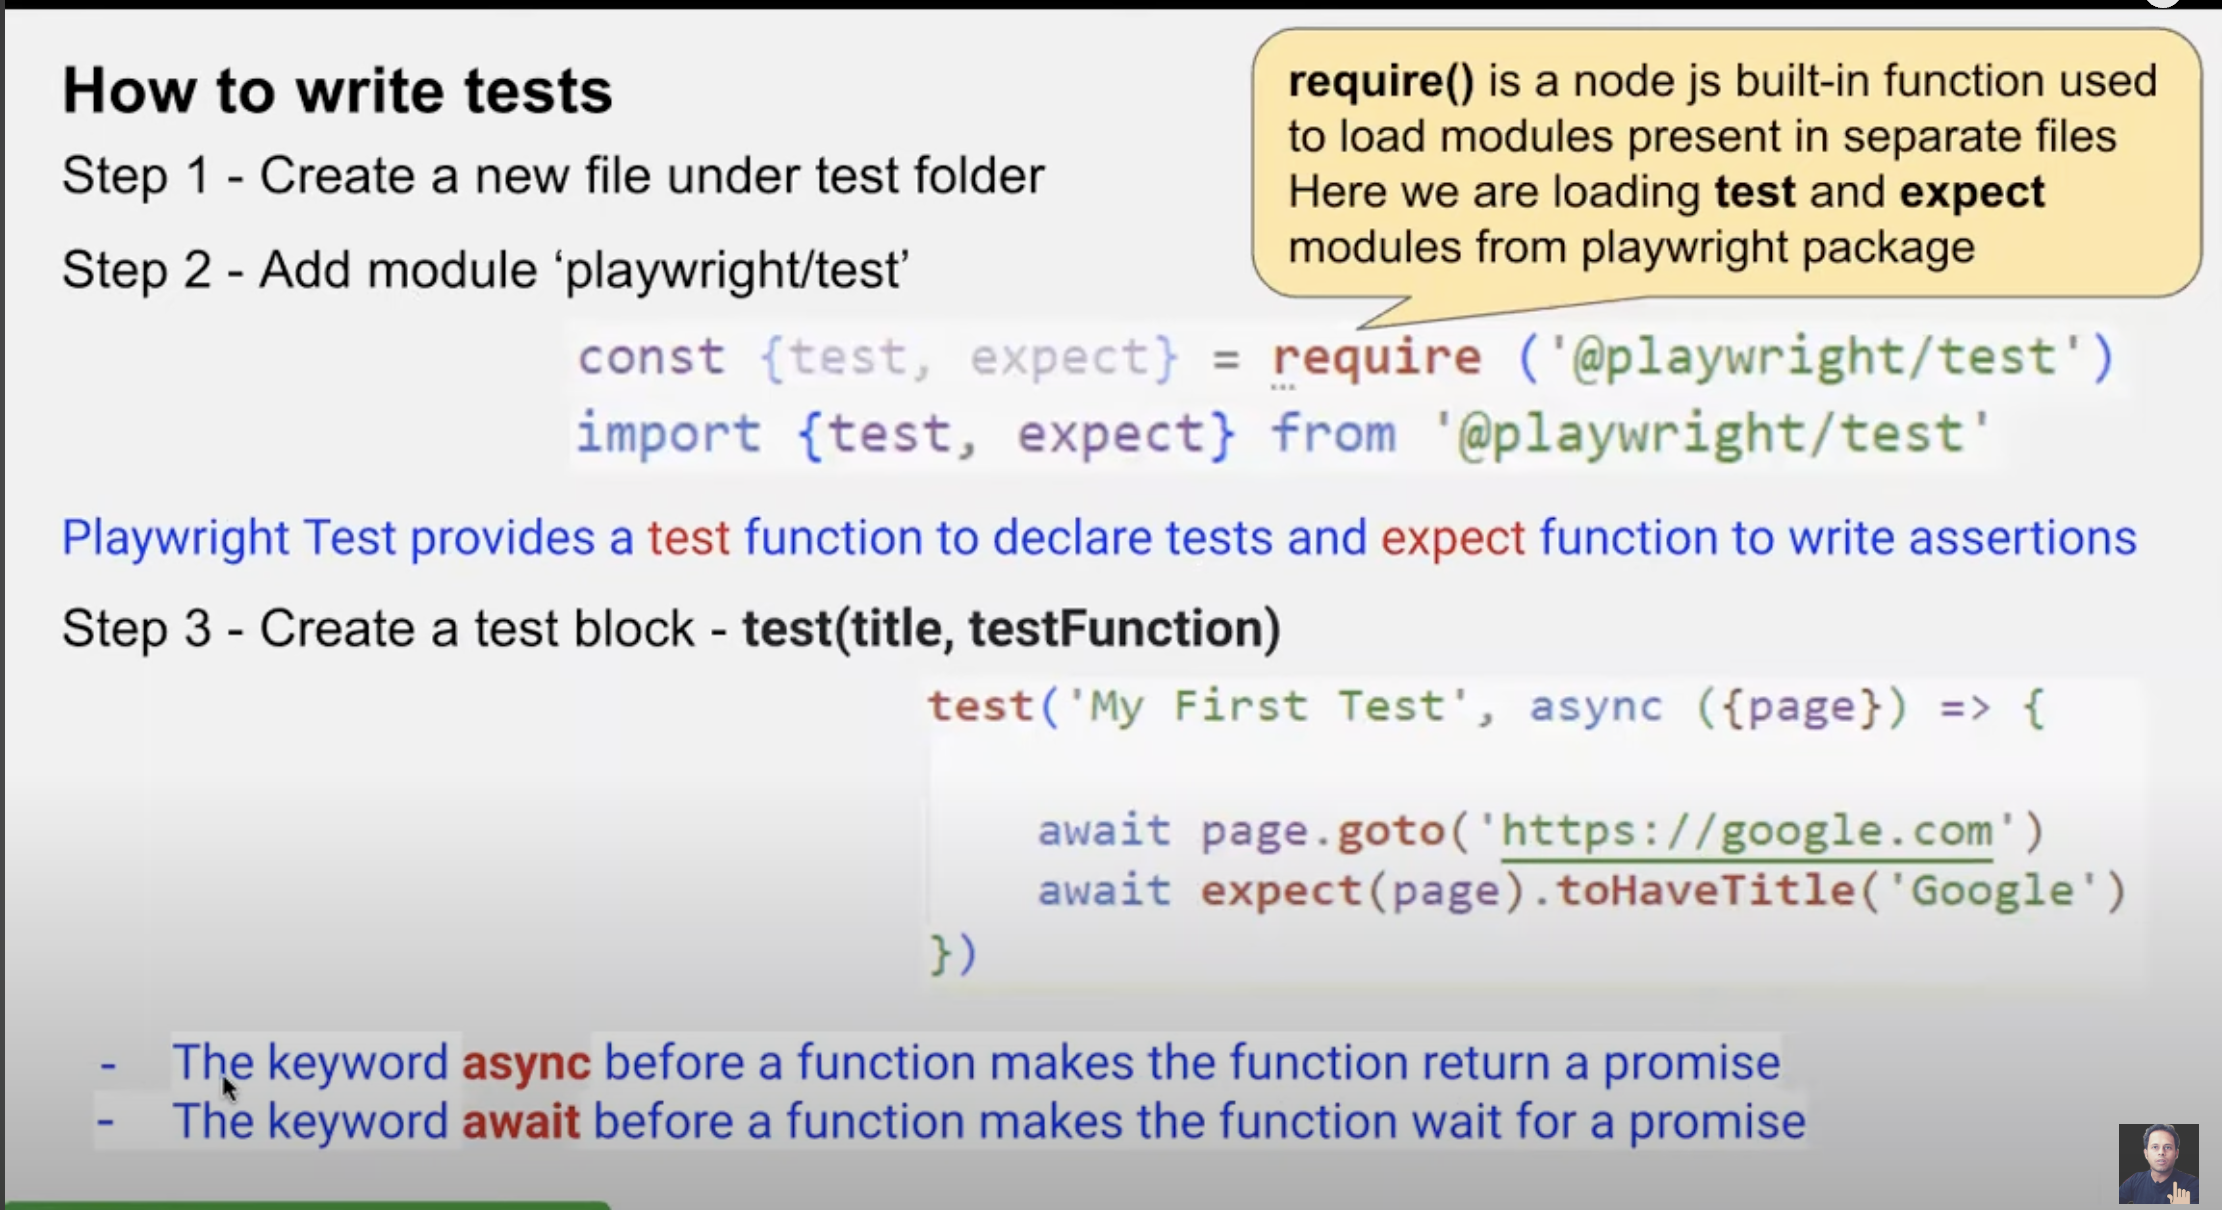 How to write tests
require() is a node js built-in function used
to load modules present in separate files
Here we are loading test and expect
modules from playwright package
Step 1 - Create a new file under test folder
Step 2 - Add module ‘playwright/test’
const {test, expect} = require ('@playwright/test')
import {test, expect} from '@playwright/test'
Playwright Test provides a test function to declare tests and expect function to write assertions
Step 3 - Create a test block - test(title, testFunction)
test('My First Test', async ({page}) => {
await page.goto('https://google.com')
await expect(page).toHaveTitle('Google')
})
- The keyword async before a function makes the function return a promise
- The keyword await before a function makes the function wait for a promise